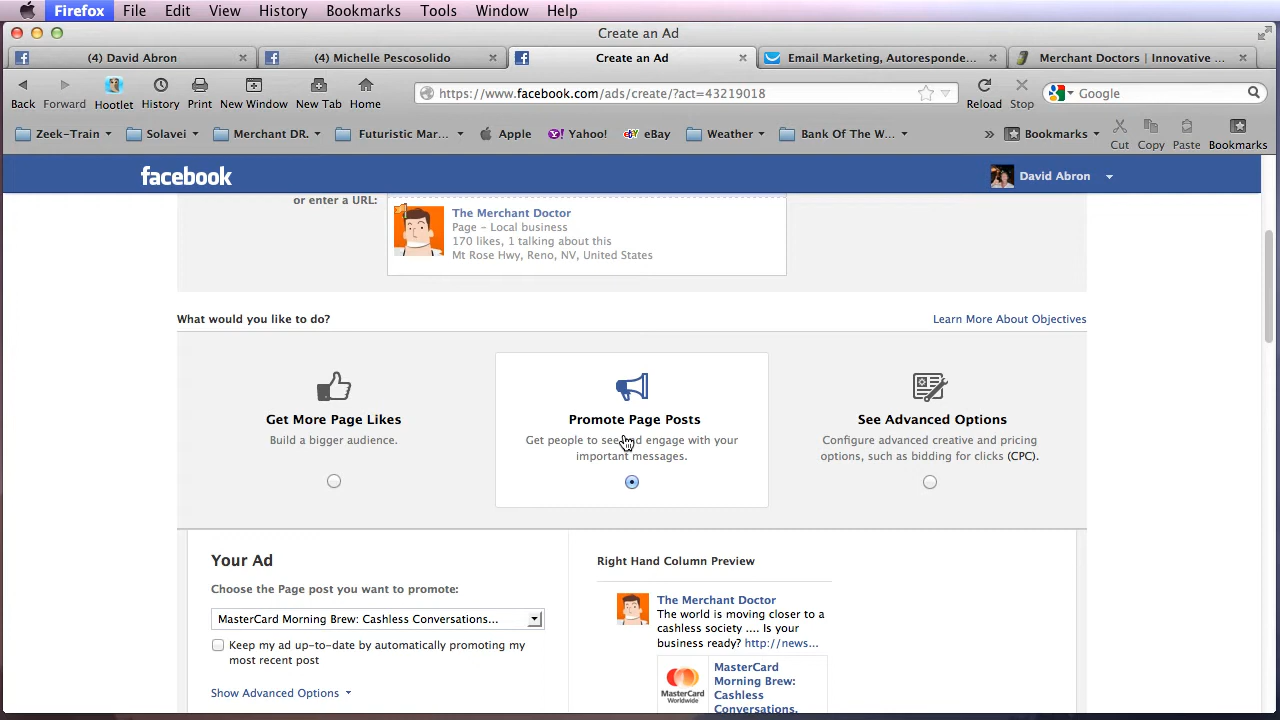 Firefox File Edit View History Bookmarks Tools Window Help
Create an Ad
(4) David Abron
(4) Michelle Pescosolido
Create an Ad
Email Marketing, Autoresponde...
Merchant Doctors | Innovative ...
Back Forward Hootlet History Print New Window New Tab Home
https://www.facebook.com/ads/create/?act=43219018
Reload Stop
Google
Zeek-Train Solavei Merchant DR. Futuristic Mar... Apple Yahoo! eBay Weather Bank Of The W... » Bookmarks
Cut Copy Paste Bookmarks
facebook
David Abron
or enter a URL:
The Merchant Doctor
Page – Local business
170 likes, 1 talking about this
Mt Rose Hwy, Reno, NV, United States
What would you like to do?
Learn More About Objectives
Get More Page Likes
Build a bigger audience.
Promote Page Posts
Get people to see and engage with your
important messages.
See Advanced Options
Configure advanced creative and pricing
options, such as bidding for clicks (CPC).
Your Ad
Choose the Page post you want to promote:
MasterCard Morning Brew: Cashless Conversations...
Keep my ad up-to-date by automatically promoting my
most recent post
Show Advanced Options
Right Hand Column Preview
The Merchant Doctor
The world is moving closer to a
cashless society .... Is your
business ready? http://news...
MasterCard
Worldwide
MasterCard
Morning Brew:
Cashless
Conversations.